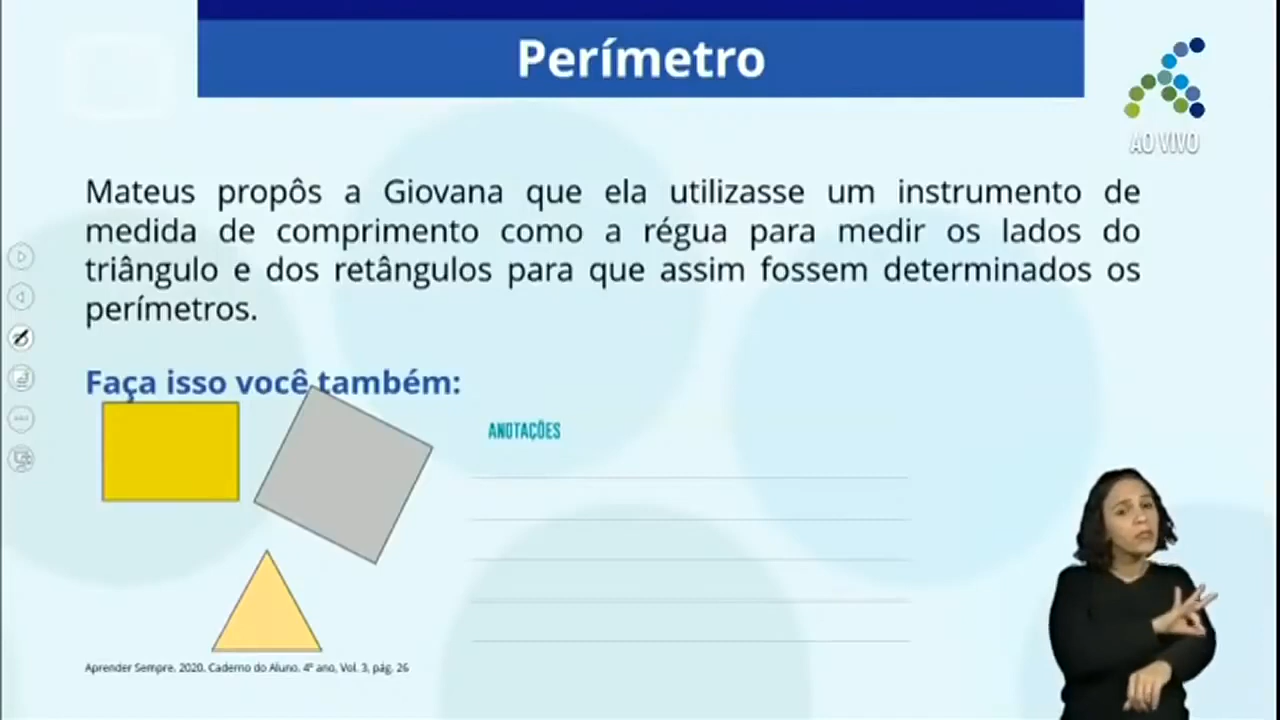 Perímetro
AO VIVO
Mateus propôs a Giovana que ela utilizasse um instrumento de
medida de comprimento como a régua para medir os lados do
triângulo e dos retângulos para que assim fossem determinados os
perímetros.
Faça isso você também:
ANOTAÇÕES
Aprender Sempre. 2020. Caderno do Aluno. 4º ano, Vol. 3, pág. 26